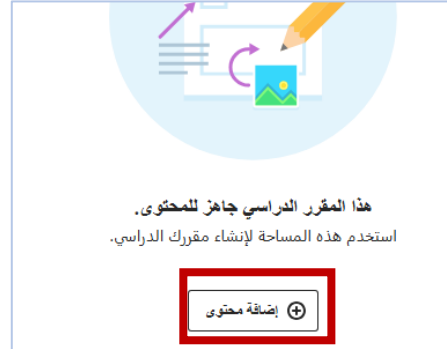 هذا المقرر الدراسي جاهز للمحتوى.
استخدم هذه المساحة لإنشاء مقررك الدراسي.
إضافة محتوى